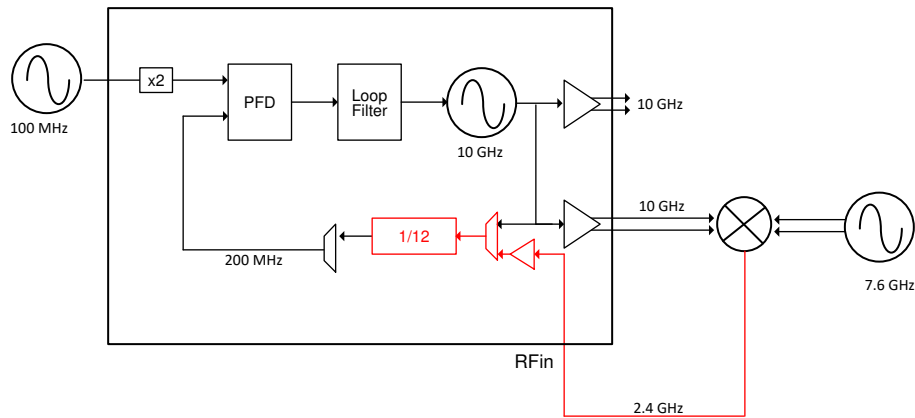 100 MHz
x2
PFD
Loop
Filter
10 GHz
10 GHz
10 GHz
7.6 GHz
1/12
200 MHz
RFin
2.4 GHz